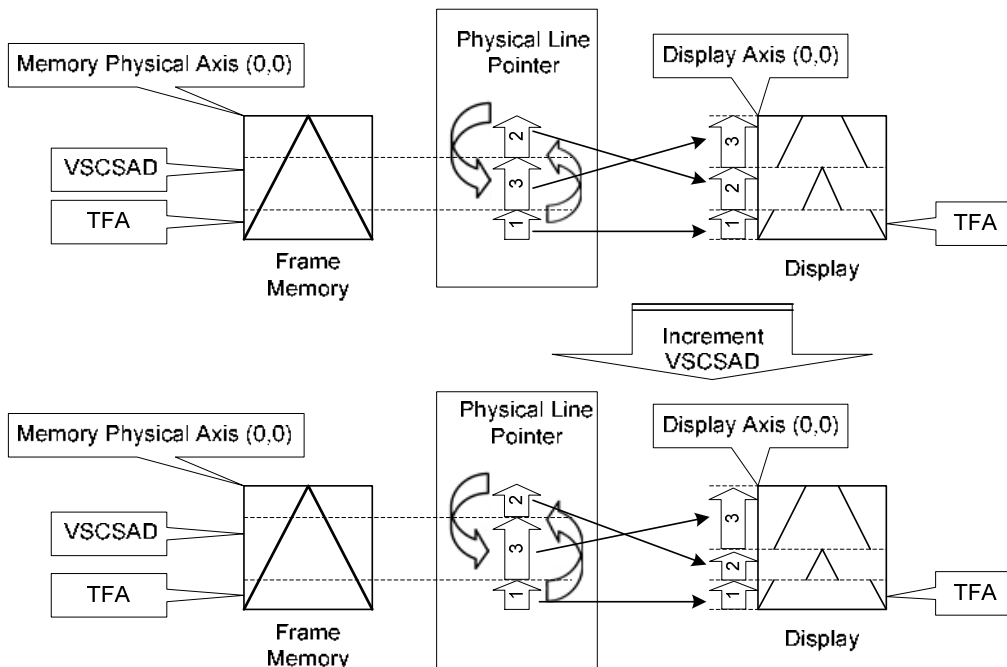 Physical Line
Pointer
Memory Physical Axis (0,0)
Display Axis (0,0)
2
3
1
3
2
1
VSCSAD
TFA
TFA
Frame
Memory
Display
Increment
VSCSAD
Physical Line
Pointer
Memory Physical Axis (0,0)
Display Axis (0,0)
2
3
1
3
2
1
VSCSAD
TFA
TFA
Frame
Memory
Display